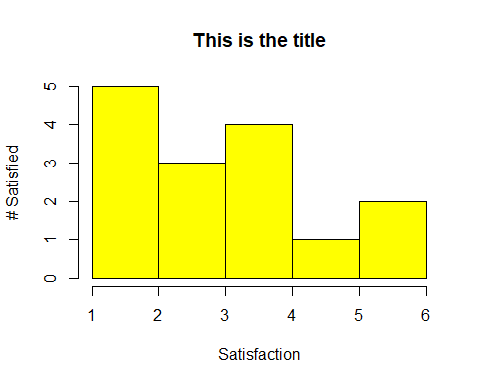 This is the title
# Satisfied
5
4
3
2
1
0
1 2 3 4 5 6
Satisfaction